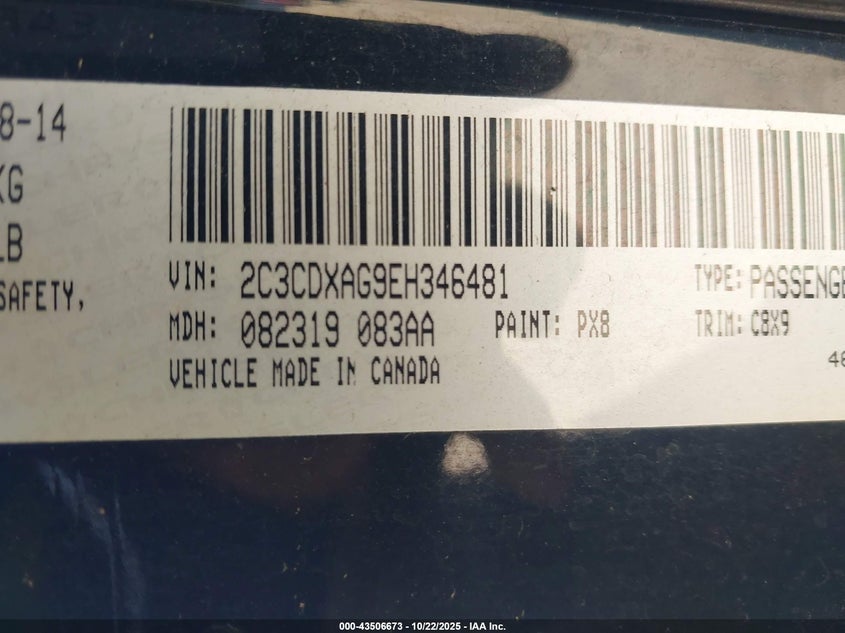 8-14
KG
LB
SAFETY,
VIN: 2C3CDXAG9EH346481
TYPE: PASSENGE
MDH: 082319 083AA
PAINT: PX8
TRIM: C8X9
VEHICLE MADE IN CANADA
48
000-43506673 - 10/22/2025 - IAA Inc.